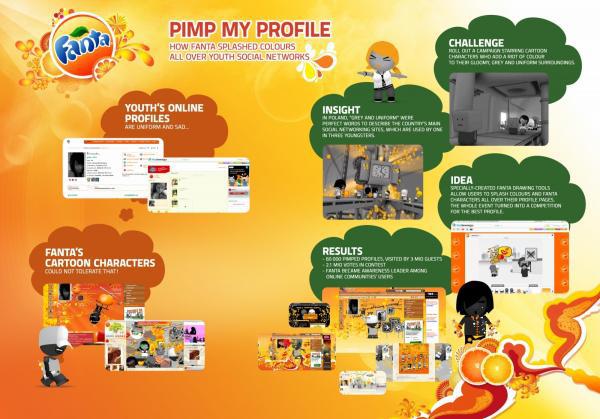 Fanta
PIMP MY PROFILE
HOW FANTA SPLASHED COLOURS
ALL OVER YOUTH SOCIAL NETWORKS
YOUTH'S ONLINE
PROFILES
ARE UNIFORM AND SAD...
FANTA'S
CARTOON CHARACTERS
COULD NOT TOLERATE THAT!
INSIGHT
IN POLAND, "GREY AND UNIFORM" WERE
PERFECT WORDS TO DESCRIBE THE COUNTRY'S MAIN
SOCIAL NETWORKING SITES, WHICH ARE USED BY ONE
IN THREE YOUNGSTERS.
CHALLENGE
ROLL OUT A CAMPAIGN STARRING CARTOON
CHARACTERS WHO ADD A RIOT OF COLOUR
TO THEIR GLOOMY, GREY AND UNIFORM SURROUNDINGS.
IDEA
SPECIALLY-CREATED FANTA DRAWING TOOLS
ALLOW USERS TO SPLASH COLOURS AND FANTA
CHARACTERS ALL OVER THEIR PROFILE PAGES.
THE WHOLE EVENT TURNED INTO A COMPETITION
FOR THE BEST PROFILE.
RESULTS
- 66 000 PIMPED PROFILES, VISITED BY 3 MIO GUESTS
- 2.1 MIO VOTES IN CONTEST
- FANTA BECAME AWARENESS LEADER AMONG
ONLINE COMMUNITIES' USERS